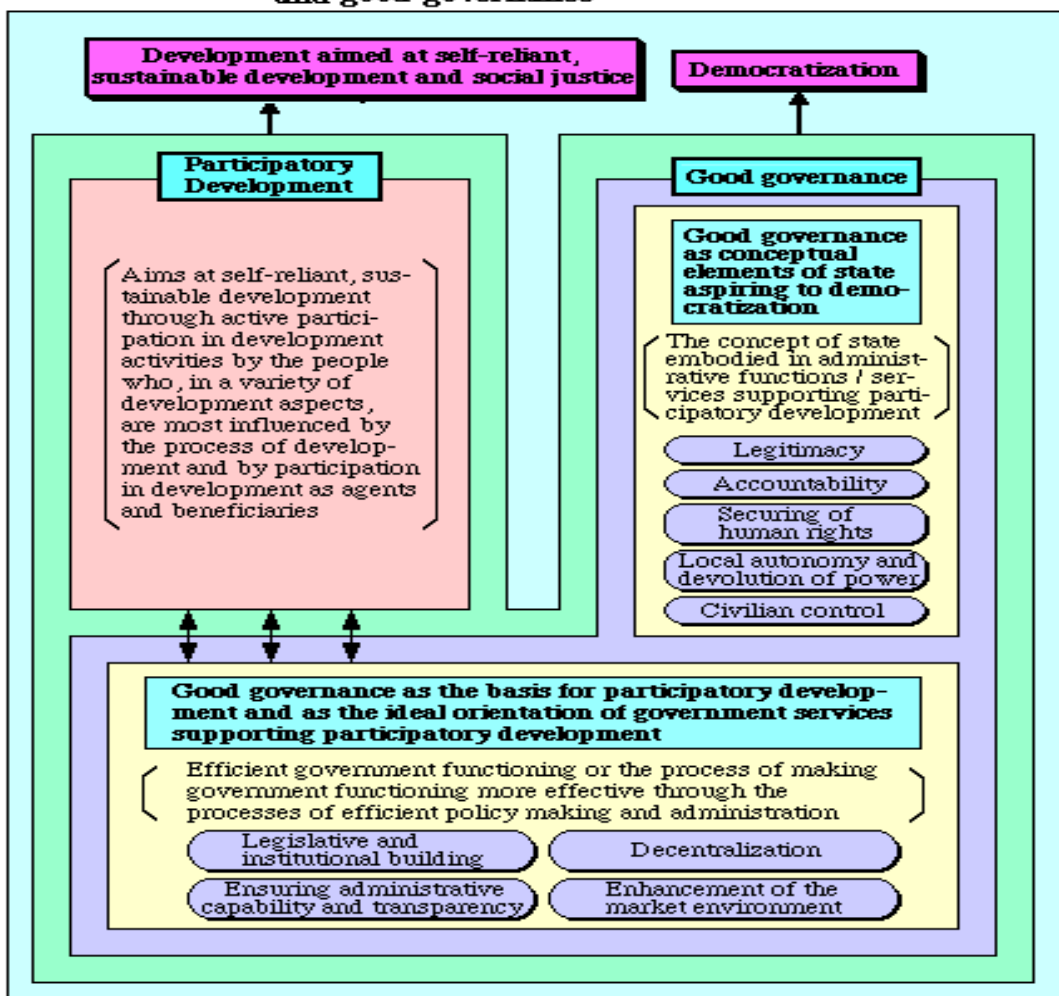 and good governance
Development aimed at self-reliant,
sustainable development and social justice
Democratization
Participatory
Development
Aims at self-reliant, sus-
tainable development
through active partici-
pation in development
activities by the people
who, in a variety of
development aspects,
are most influenced by
the process of develop-
ment and by participation
in development as agents
and beneficiaries
Good governance
Good governance
as conceptual
elements of state
aspiring to demo-
cratization
The concept of state
embodied in administ-
rative functions / ser-
vices supporting parti-
cipatory development
Legitimacy
Accountability
Securing of
human rights
Local autonomy and
devolution of power
Civilian control
Good governance as the basis for participatory develop-
ment and as the ideal orientation of government services
supporting participatory development
Efficient government functioning or the process of making
government functioning more effective through the
processes of efficient policy making and administration
Legislative and
institutional building
Decentralization
Ensuring administrative
capability and transparency
Enhancement of the
market environment